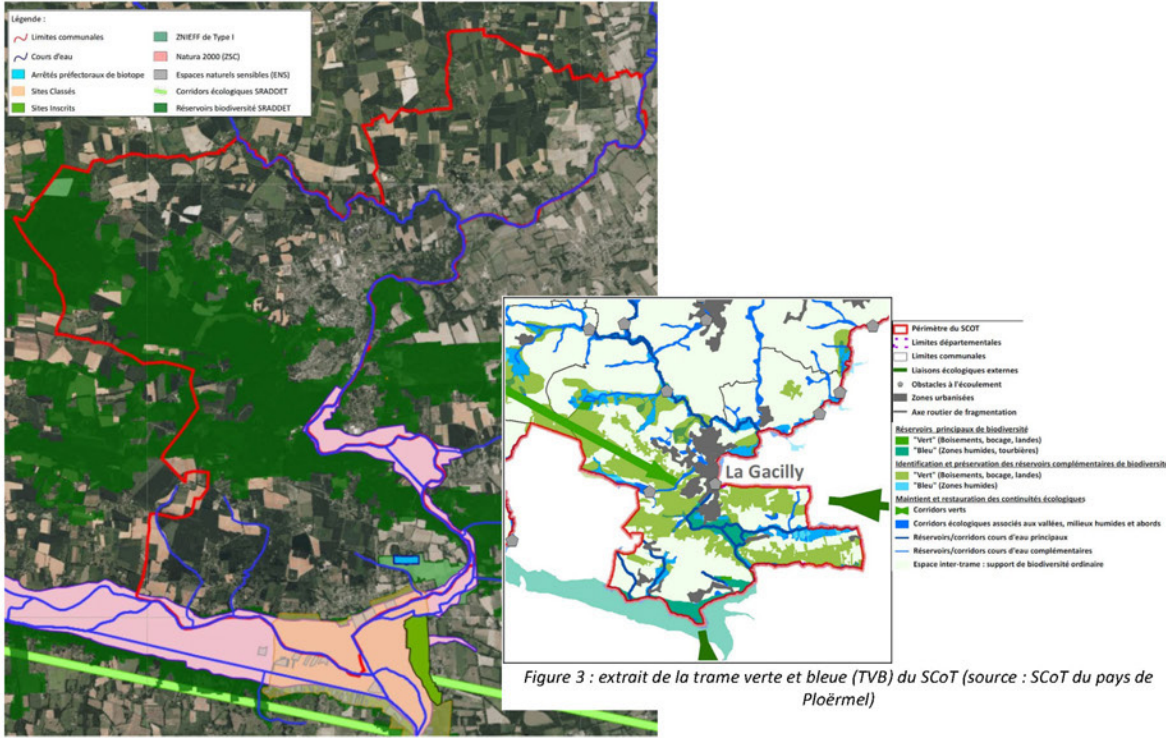 Légende :
Limites communales
Cours d'eau
Arrêtés préfectoraux de biotope
Sites Classés
Sites Inscrits
ZNIEFF de Type I
Natura 2000 (ZSC)
Espaces naturels sensibles (ENS)
Corridors écologiques SRADDET
Réservoirs biodiversité SRADDET
La Gacilly
Périmètre du SCOT
Limites départementales
Limites communales
Liaisons écologiques externes
Obstacles à l'écoulement
Zones urbanisées
Axe routier de fragmentation
Réservoirs principaux de biodiversité
"Vert" (Boisements, bocage, landes)
"Bleu" (Zones humides, tourbières)
Identification et préservation des réservoirs complémentaires de biodiversité
"Vert" (Boisements, bocage, landes)
"Bleu" (Zones humides)
Maintient et restauration des continuités écologiques
Corridors verts
Corridors écologiques associés aux vallées, milieux humides et abords
Réservoirs/corridors cours d'eau principaux
Réservoirs/corridors cours d'eau complémentaires
Espace inter-trame : support de biodiversité ordinaire
Figure 3 : extrait de la trame verte et bleue (TVB) du SCoT (source : SCoT du pays de
Ploërmel)